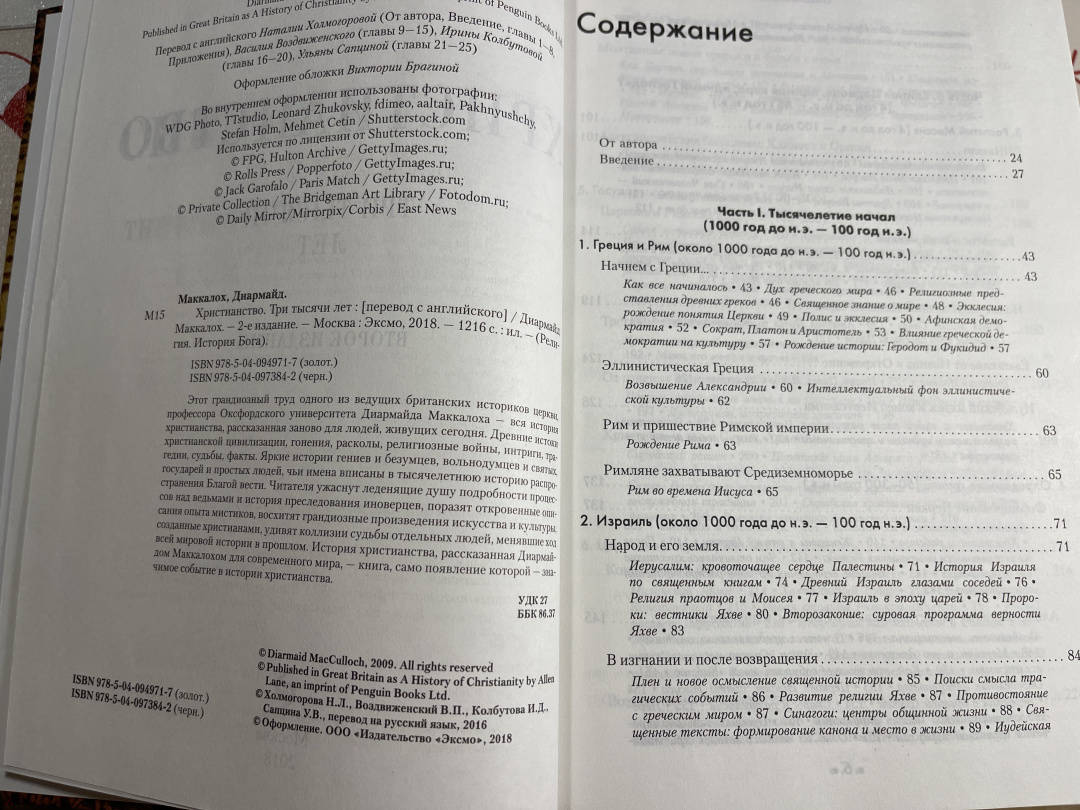 Diarmaid MacCulloch
Published in Great Britain as A History of Christianity by of Penguin Books Ltd.
Перевод с английского Наталии Холмогоровой (От автора, Введение, главы 1–8,
Приложения), Василия Воздвиженского (главы 9–15), Ирины Колбутовой
(главы 16–20), Ульяны Сапциной (главы 21–25)
Оформление обложки Виктории Брагиной
Во внутреннем оформлении использованы фотографии:
WDG Photo, TTstudio, Leonard Zhukovsky, fdimeo, aaltair, Pakhnyushchy,
Stefan Holm, Mehmet Cetin / Shutterstock.com
Используется по лицензии от Shutterstock.com;
© FPG, Hulton Archive / GettyImages.ru;
© Rolls Press / Popperfoto / GettyImages.ru;
© Jack Garofalo / Paris Match / GettyImages.ru;
© Private Collection / The Bridgeman Art Library / Fotodom.ru;
© Daily Mirror/Mirrorpix/Corbis / East News
Маккалох, Диармайд.
М15 Христианство. Три тысячи лет : [перевод с английского] / Диармайд
Маккалох. — 2-е издание. — Москва : Эксмо, 2018. — 1216 с. : ил. — (Рели-
гия. История Бога).
ISBN 978-5-04-094971-7 (золот.)
ISBN 978-5-04-097384-2 (черн.)
Этот грандиозный труд одного из ведущих британских историков церкви,
профессора Оксфордского университета Диармайда Маккалоха — вся история
христианства, рассказанная заново для людей, живущих сегодня. Древние истоки
христианской цивилизации, гонения, расколы, религиозные войны, интриги, тра-
гедии, судьбы, факты. Яркие истории гениев и безумцев, вольнодумцев и святых,
государей и простых людей, чьи имена вписаны в тысячелетнюю историю распро-
странения Благой вести. Читателя ужаснут леденящие душу подробности процес-
сов над ведьмами и история преследования иноверцев, поразят откровенные опи-
сания опыта мистиков, восхитят грандиозные произведения искусства и культуры,
созданные христианами, удивят коллизии судьбы отдельных людей, менявшие ход
всей мировой истории в прошлом. История христианства, рассказанная Диармай-
дом Маккалохом для современного мира, — книга, само появление которой — зна-
чимое событие в истории христианства.
УДК 27
ББК 86.37
© Diarmaid MacCulloch, 2009. All rights reserved
© Published in Great Britain as A History of Christianity by Allen
Lane, an imprint of Penguin Books Ltd.
© Холмогорова Н.Л., Воздвиженский В.П., Колбутова И.Д.,
Сапцина У.В., перевод на русский язык, 2016
© Оформление. ООО «Издательство «Эксмо», 2018
ISBN 978-5-04-094971-7 (золот.)
ISBN 978-5-04-097384-2 (черн.)
Содержание
От автора 24
Введение 27
Часть I. Тысячелетие начал
(1000 год до н.э. — 100 год н.э.)
1. Греция и Рим (около 1000 года до н.э. — 100 год н.э.) 43
Начнем с Греции... 43
Как все начиналось • 43 • Дух греческого мира • 46 • Религиозные пред-
ставления древних греков • 46 • Священное знание о мире • 48 • Экклесия:
рождение понятия Церкви • 49 • Полис и экклесия • 50 • Афинская демо-
кратия • 52 • Сократ, Платон и Аристотель • 53 • Влияние греческой де-
мократии на культуру • 57 • Рождение истории: Геродот и Фукидид • 57
Эллинистическая Греция 60
Возвышение Александрии • 60 • Интеллектуальный фон эллинистиче-
ской культуры • 62
Рим и пришествие Римской империи 63
Рождение Рима • 63
Римляне захватывают Средиземноморье 65
Рим во времена Иисуса • 65
2. Израиль (около 1000 года до н.э. — 100 год н.э.) 71
Народ и его земля 71
Иерусалим: кровоточащее сердце Палестины • 71 • История Израиля
по священным книгам • 74 • Древний Израиль глазами соседей • 76 •
Религия праотцов и Моисея • 77 • Израиль в эпоху царей • 78 • Проро-
ки: вестники Яхве • 80 • Второзаконие: суровая программа верности
Яхве • 83
В изгнании и после возвращения 84
Плен и новое осмысление священной истории • 85 • Поиски смысла тра-
гических событий • 86 • Развитие религии Яхве • 87 • Противостояние
с греческим миром • 87 • Синагоги: центры общинной жизни • 88 • Свя-
щенные тексты: формирование канона и место в жизни • 89 • Иудейская